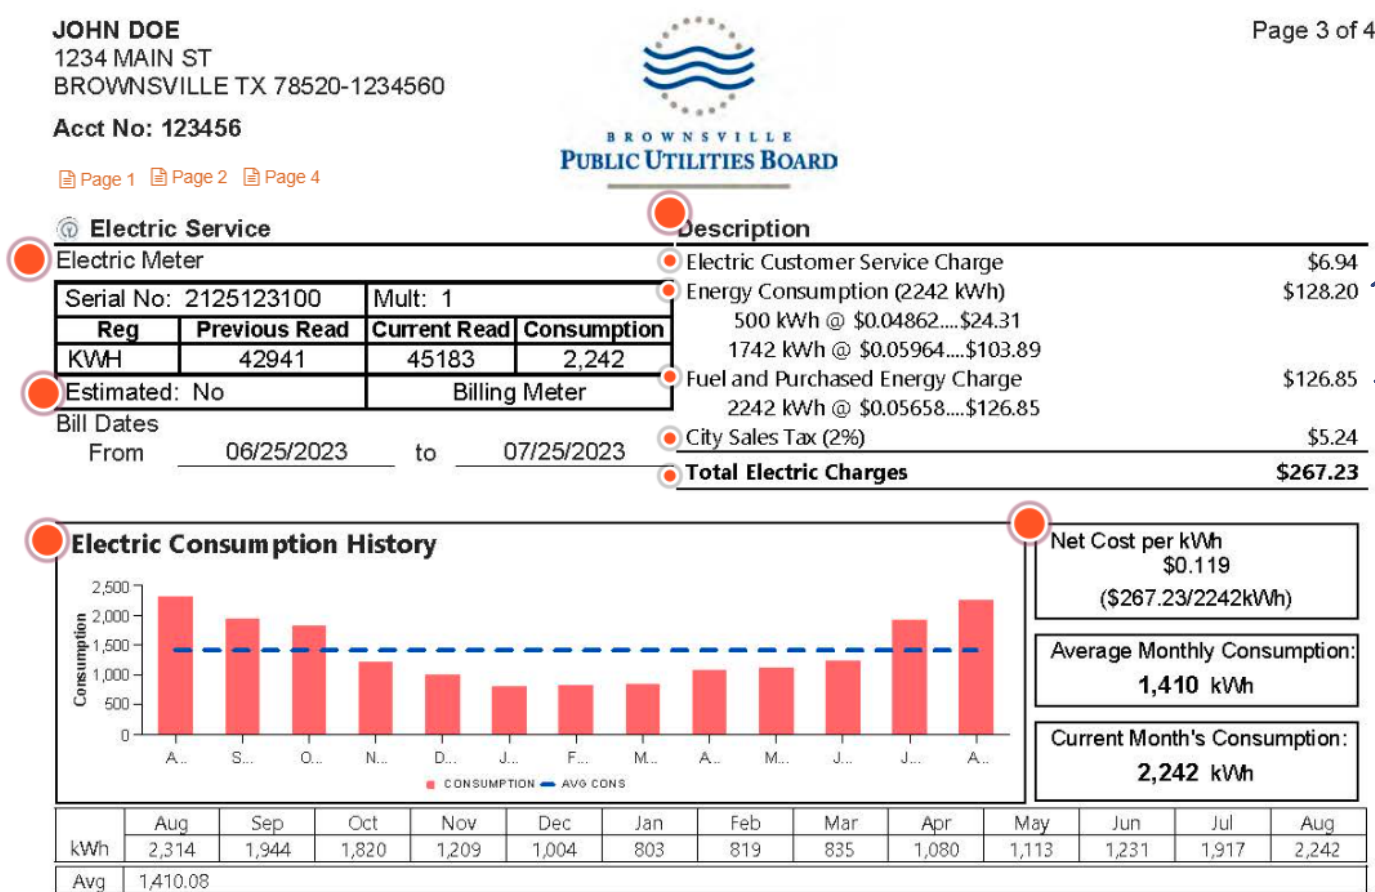 JOHN DOE
1234 MAIN ST
BROWNSVILLE TX 78520-1234560
Acct No: 123456
Page 1 Page 2 Page 4
BROWNSVILLE
PUBLIC UTILITIES BOARD
Page 3 of 4
Electric Service
Electric Meter
Serial No: 2125123100 Mult: 1
Reg Previous Read Current Read Consumption
KWH 42941 45183 2,242
Estimated: No Billing Meter
Bill Dates
From 06/25/2023 to 07/25/2023
Description
Electric Customer Service Charge $6.94
Energy Consumption (2242 kWh) $128.20
500 kWh @ $0.04862....$24.31
1742 kWh @ $0.05964....$103.89
Fuel and Purchased Energy Charge $126.85
2242 kWh @ $0.05658....$126.85
City Sales Tax (2%) $5.24
Total Electric Charges $267.23
Electric Consumption History
Consumption
2,500
2,000
1,500
1,000
500
0
A... S... O... N... D... J... F... M... A... M... J... J... A...
CONSUMPTION AVG CONS
Net Cost per kWh
$0.119
($267.23/2242kWh)
Average Monthly Consumption:
1,410 kWh
Current Month's Consumption:
2,242 kWh
Aug Sep Oct Nov Dec Jan Feb Mar Apr May Jun Jul Aug
kWh 2,314 1,944 1,820 1,209 1,004 803 819 835 1,080 1,113 1,231 1,917 2,242
Avg 1,410.08